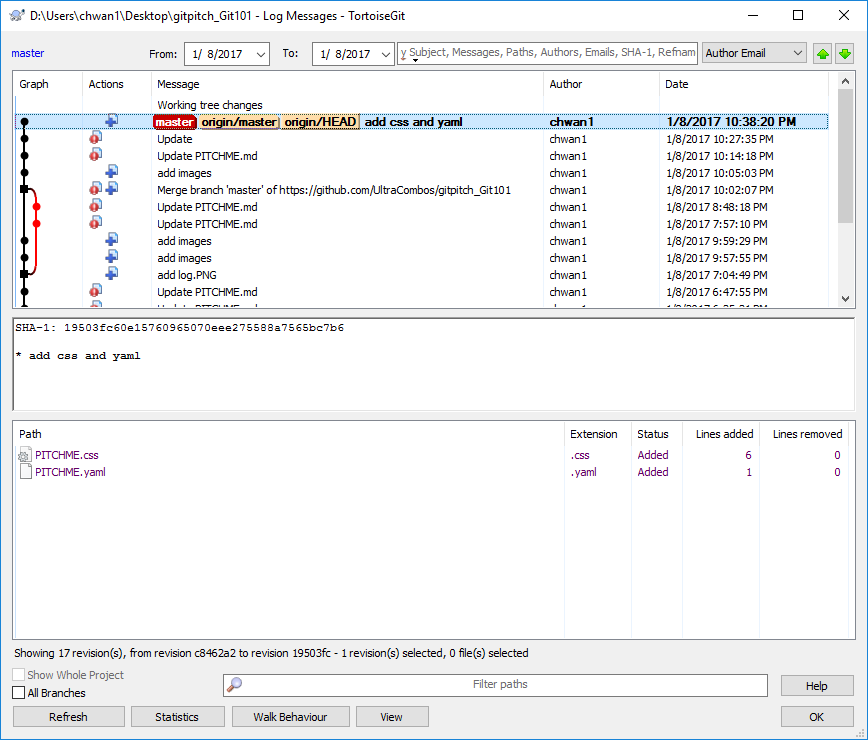 D:\Users\chwan1\Desktop\gitpitch_Git101 - Log Messages - TortoiseGit
master From: 1/ 8/2017 To: 1/ 8/2017 Subject, Messages, Paths, Authors, Emails, SHA-1, Refnam Author Email
Graph Actions Message Author Date
Working tree changes
master origin/master origin/HEAD add css and yaml chwan1 1/8/2017 10:38:20 PM
Update chwan1 1/8/2017 10:27:35 PM
Update PITCHME.md chwan1 1/8/2017 10:14:18 PM
add images chwan1 1/8/2017 10:05:03 PM
Merge branch 'master' of https://github.com/UltraCombos/gitpitch_Git101 chwan1 1/8/2017 10:02:07 PM
Update PITCHME.md chwan1 1/8/2017 8:48:18 PM
Update PITCHME.md chwan1 1/8/2017 7:57:10 PM
add images chwan1 1/8/2017 9:59:29 PM
add images chwan1 1/8/2017 9:57:55 PM
add log.PNG chwan1 1/8/2017 7:04:49 PM
Update PITCHME.md chwan1 1/8/2017 6:47:55 PM
SHA-1: 19503fc60e15760965070eee275588a7565bc7b6
* add css and yaml
Path Extension Status Lines added Lines removed
PITCHME.css .css Added 6 0
PITCHME.yaml .yaml Added 1 0
Showing 17 revision(s), from revision c8462a2 to revision 19503fc - 1 revision(s) selected, 0 file(s) selected
Show Whole Project
All Branches
Filter paths
Help
Refresh Statistics Walk Behaviour View OK